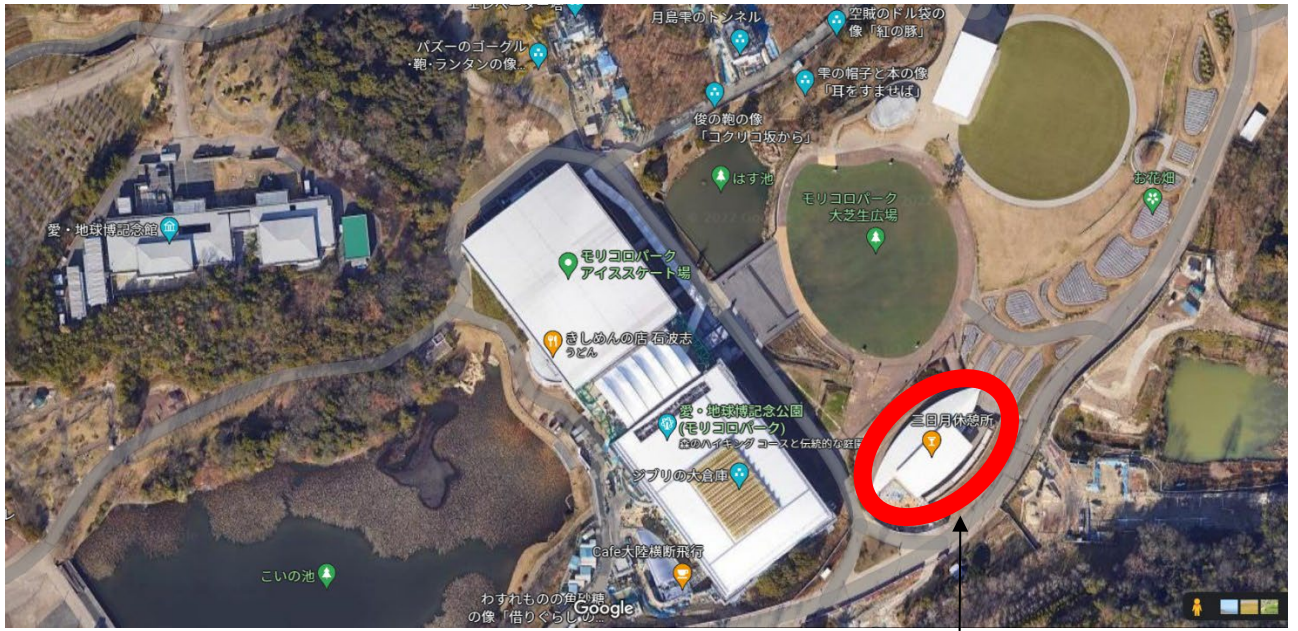 エレベーター塔
月島雫のトンネル
空賊のドル袋の
像「紅の豚」
パズーのゴーグル
・鞄・ランタンの像...
雫の帽子と本の像
「耳をすませば」
俊の鞄の像
「コクリコ坂から」
はす池
お花畑
モリコロパーク
大芝生広場
愛・地球博記念館
モリコロパーク
アイススケート場
きしめんの店 石波志
うどん
愛・地球博記念公園
(モリコロパーク)
森のハイキング コースと伝統的な庭園
三日月休憩所
ジブリの大倉庫
Cafe大陸横断飛行
こいの池
わすれものの角砂糖
の像「借りぐらしの...
Google